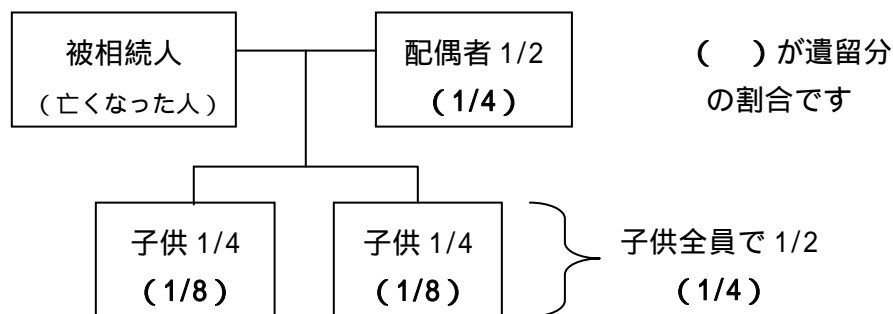 被相続人
（亡くなった人）
配偶者 1/2
（1/4）
（　）が遺留分
の割合です
子供 1/4
（1/8）
子供 1/4
（1/8）
子供全員で 1/2
（1/4）